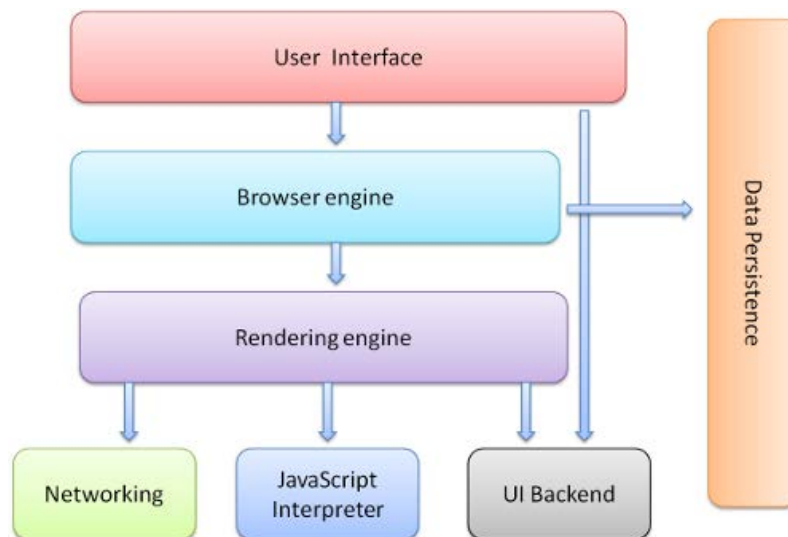 User Interface
Browser engine
Data Persistence
Rendering engine
Networking
JavaScript
Interpreter
UI Backend